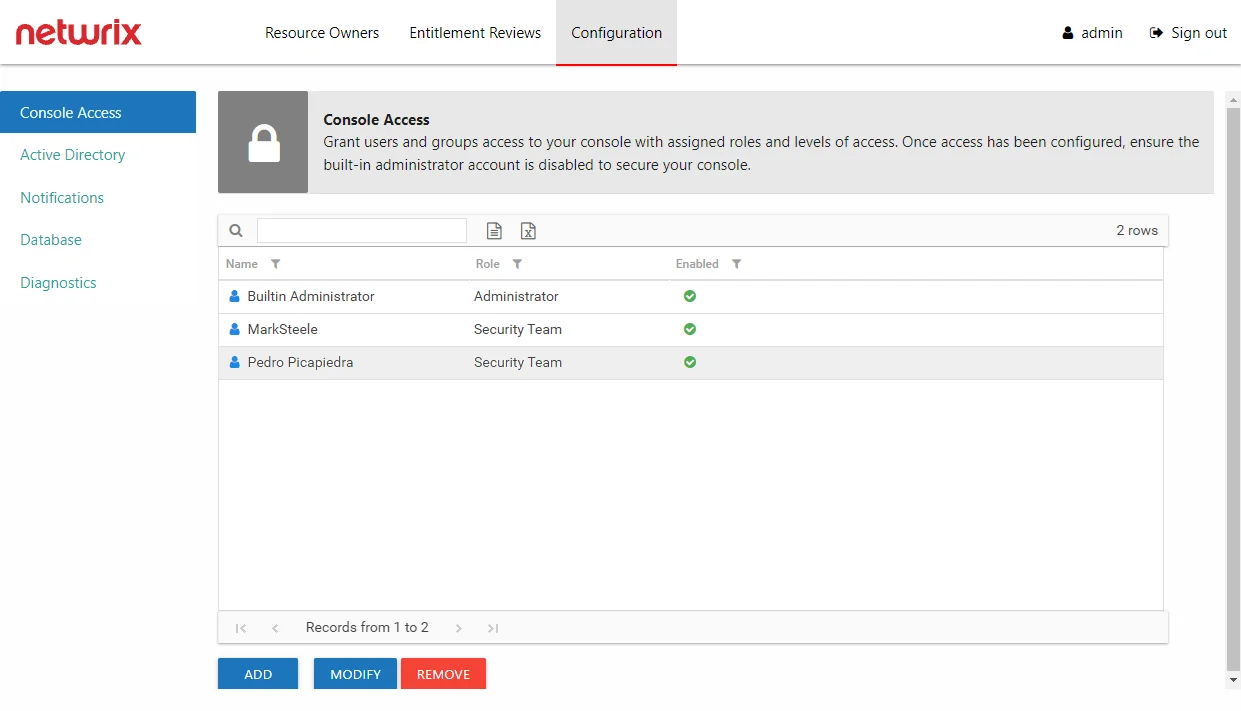 netwrix
Resource Owners
Entitlement Reviews
Configuration
admin
Sign out
Console Access
Active Directory
Notifications
Database
Diagnostics
Console Access
Grant users and groups access to your console with assigned roles and levels of access. Once access has been configured, ensure the
built-in administrator account is disabled to secure your console.
2 rows
Name Role Enabled
Builtin Administrator Administrator
MarkSteele Security Team
Pedro Picapiedra Security Team
Records from 1 to 2
ADD MODIFY REMOVE